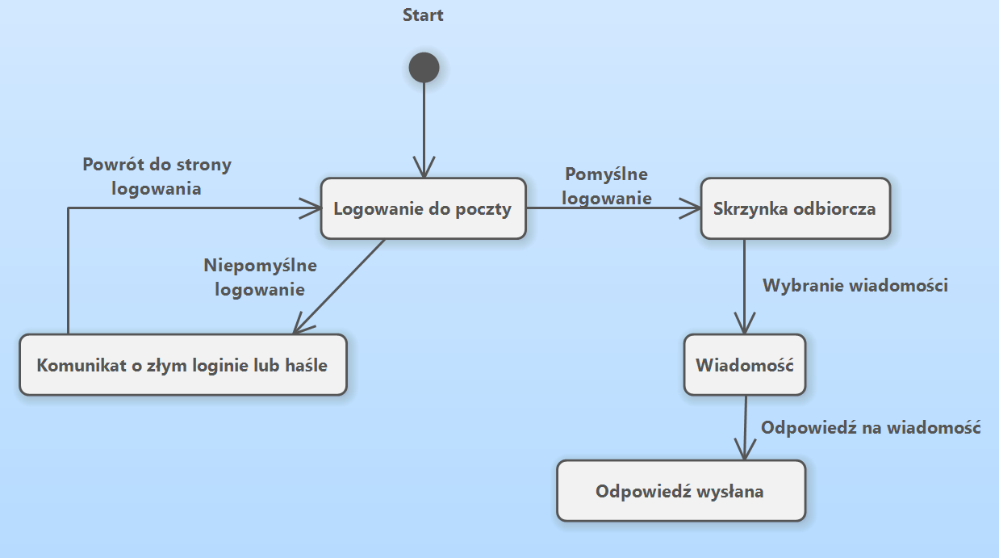 Start
Powrót do strony
logowania
Pomyślne
logowanie
Logowanie do poczty
Skrzynka odbiorcza
Niepomyślne
logowanie
Wybranie wiadomości
Komunikat o złym loginie lub haśle
Wiadomość
Odpowiedź na wiadomość
Odpowiedź wysłana